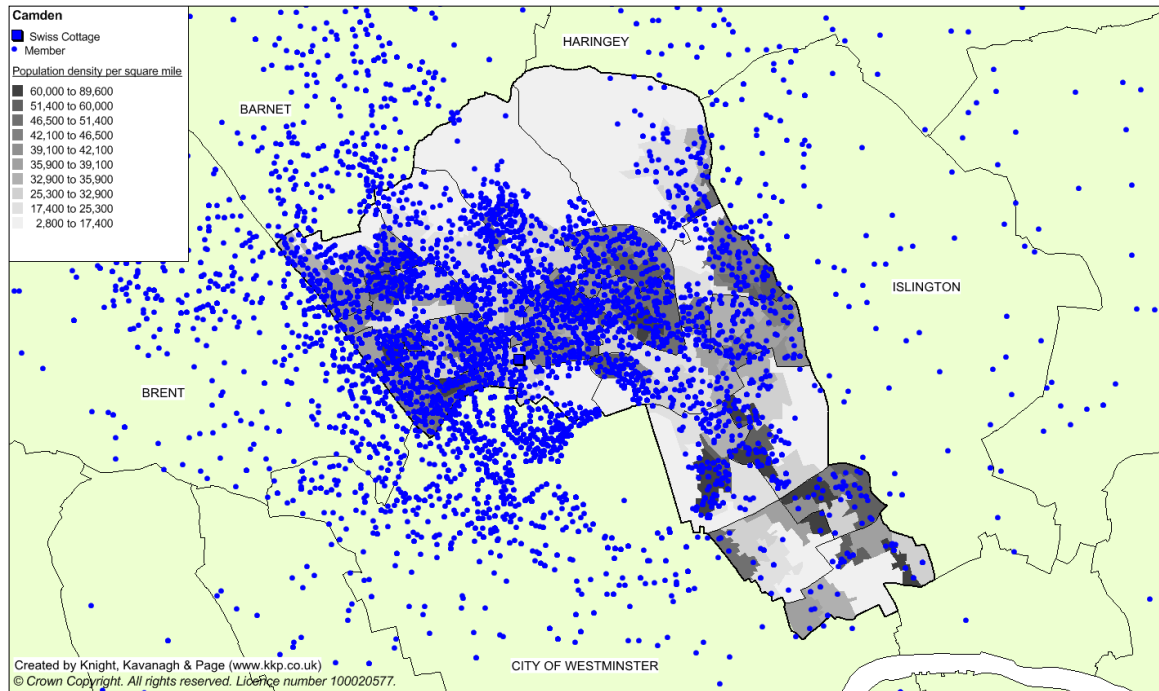 Camden
Swiss Cottage
Member
Population density per square mile
60,000 to 89,600
51,400 to 60,000
46,500 to 51,400
42,100 to 46,500
39,100 to 42,100
35,900 to 39,100
32,900 to 35,900
25,300 to 32,900
17,400 to 25,300
2,800 to 17,400
HARINGEY
BARNET
ISLINGTON
BRENT
CITY OF WESTMINSTER
Created by Knight, Kavanagh & Page (www.kkp.co.uk)
© Crown Copyright. All rights reserved. Licence number 100020577.